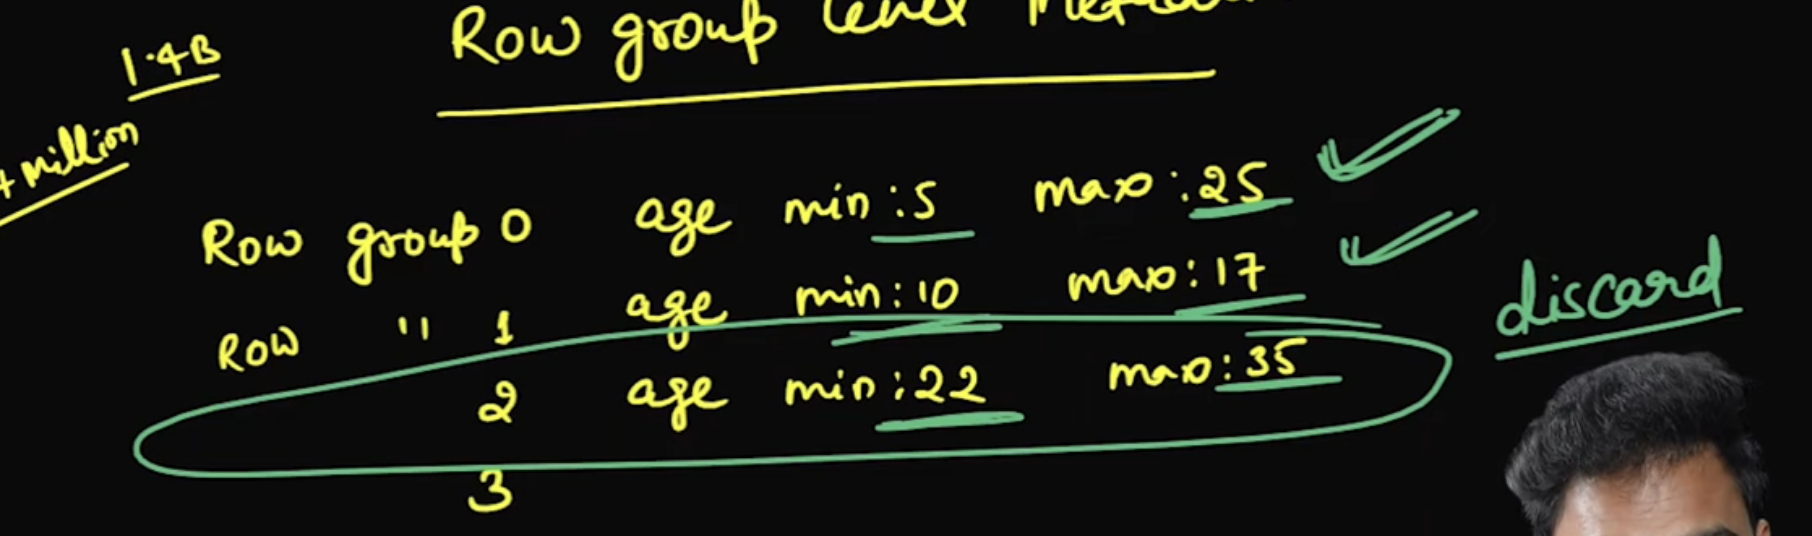 1.4B
Row group level
million
Row group 0 age min:5 max:25
Row " 1 age min:10 max:17
discard
2 age min:22 max:35
3